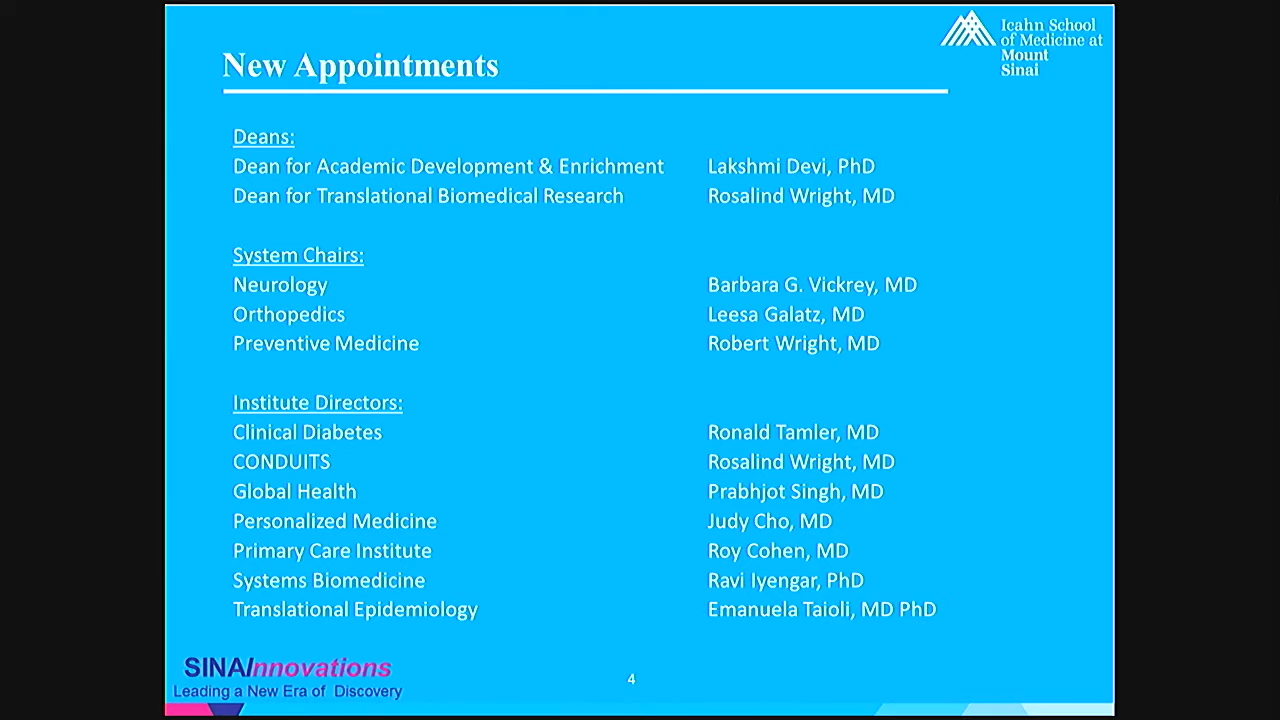 Icahn School
of Medicine at
Mount
Sinai
New Appointments
Deans:
Dean for Academic Development & Enrichment Lakshmi Devi, PhD
Dean for Translational Biomedical Research Rosalind Wright, MD
System Chairs:
Neurology Barbara G. Vickrey, MD
Orthopedics Leesa Galatz, MD
Preventive Medicine Robert Wright, MD
Institute Directors:
Clinical Diabetes Ronald Tamler, MD
CONDUITS Rosalind Wright, MD
Global Health Prabhjot Singh, MD
Personalized Medicine Judy Cho, MD
Primary Care Institute Roy Cohen, MD
Systems Biomedicine Ravi Iyengar, PhD
Translational Epidemiology Emanuela Taioli, MD PhD
SINAInnovations
Leading a New Era of Discovery
4